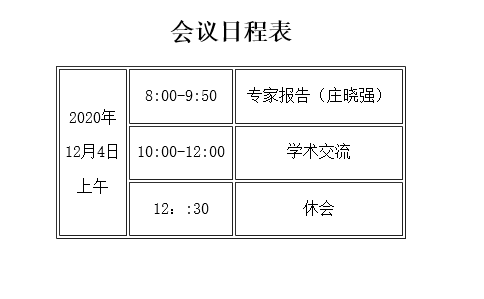 会议日程表
2020年
12月4日
上午
8:00-9:50
专家报告（庄晓强）
10:00-12:00
学术交流
12：:30
休会